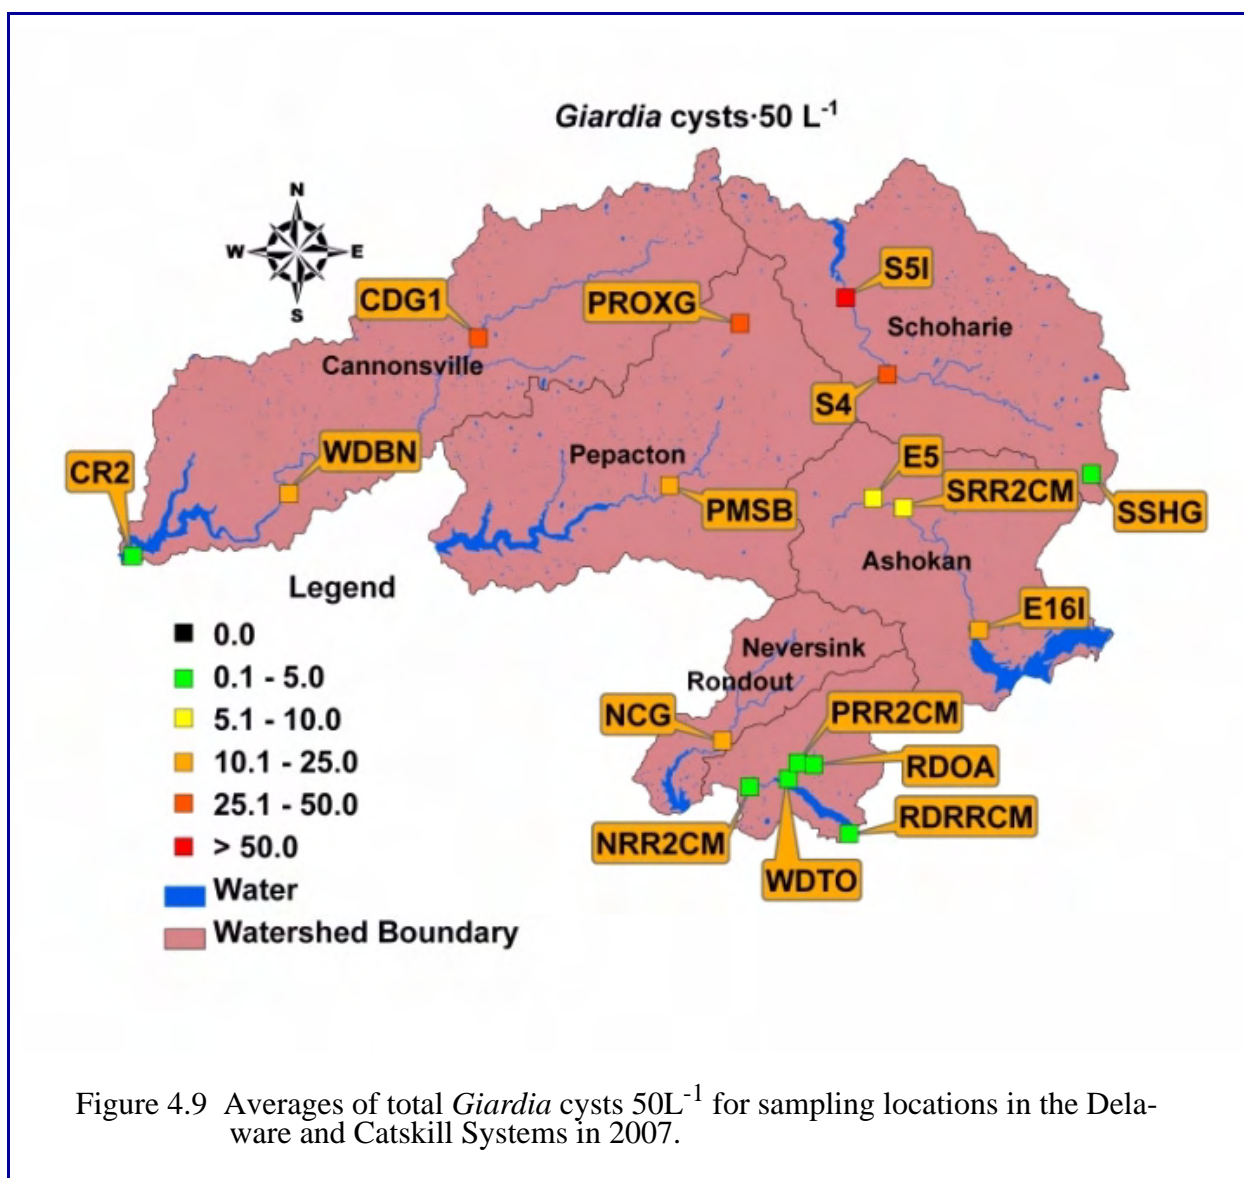 Giardia cysts·50 L-1
N
W E
S
S5I
CDG1
PROXG
Schoharie
Cannonsville
S4
E5
WDBN
Pepacton
CR2
SRR2CM
PMSB
SSHG
Ashokan
Legend
E16I
0.0
Neversink
0.1 - 5.0
Rondout
NCG
PRR2CM
5.1 - 10.0
10.1 - 25.0
RDOA
25.1 - 50.0
RDRRCM
NRR2CM
> 50.0
WDTO
Water
Watershed Boundary
Figure 4.9 Averages of total Giardia cysts 50L-1 for sampling locations in the Dela-
ware and Catskill Systems in 2007.